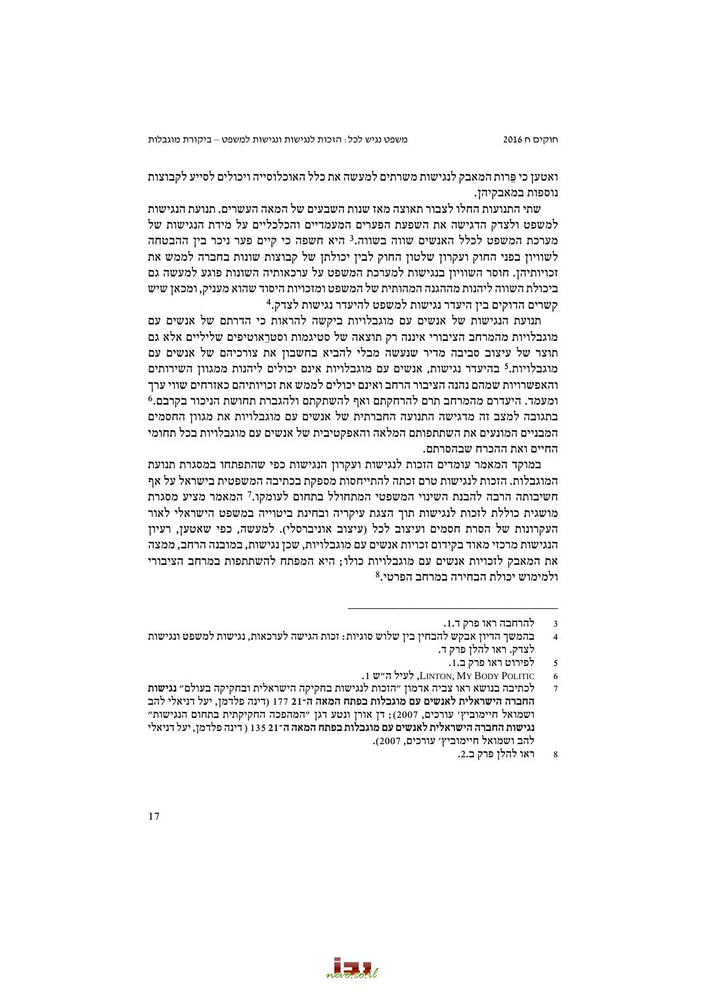 חוקים ח 2016 משפט נגיש לכל: הזכות לנגישות ונגישות למשפט – ביקורת מוגבלות
ואטען כי פֵּרות המאבק לנגישות משרתים למעשה את כלל האוכלוסייה ויכולים לסייע לקבוצות
נוספות במאבקיהן.
שתי התנועות החלו לצבור תאוצה מאז שנות השבעים של המאה העשרים. תנועת הנגישות
למשפט ולצדק הדגישה את השפעת הפערים המעמדיים והכלכליים על מידת הנגישות של
מערכת המשפט לכלל האנשים שווה בשווה.3 היא חשפה כי קיים פער ניכר בין ההבטחה
לשוויון בפני החוק ועקרון שלטון החוק לבין יכולתן של קבוצות שונות בחברה לממש את
זכויותיהן. חוסר השוויון בנגישות למערכת המשפט על ערכאותיה השונות פוגע למעשה גם
ביכולת השווה ליהנות מההגנה המהותית של המשפט ומזכויות היסוד שהוא מעניק, ומכאן שיש
קשרים הדוקים בין היעדר נגישות למשפט להיעדר נגישות לצדק.4
תנועת הנגישות של אנשים עם מוגבלויות ביקשה להראות כי הדרתם של אנשים עם
מוגבלויות מהמרחב הציבורי איננה רק תוצאה של סטיגמות וסטרֵאוטיפים שליליים אלא גם
תוצר של עיצוב סביבה מדיר שנעשה מבלי להביא בחשבון את צורכיהם של אנשים עם
מוגבלויות.5 בהיעדר נגישות, אנשים עם מוגבלויות אינם יכולים ליהנות ממגוון השירותים
והאפשרויות שמהם נהנה הציבור הרחב ואינם יכולים לממש את זכויותיהם כאזרחים שווי ערך
ומעמד. היעדרם מהמרחב תרם להרחקתם ואף להשתקתם ולהגברת תחושת הניכור בקרבם.6
בתגובה למצב זה מדגישה התנועה החברתית של אנשים עם מוגבלויות את מגוון החסמים
המבניים המונעים את השתתפותם המלאה והאפקטיבית של אנשים עם מוגבלויות בכל תחומי
החיים ואת ההכרח שבהסרתם.
במוקד המאמר עומדים הזכות לנגישות ועקרון הנגישות כפי שהתפתחו במסגרת תנועת
המוגבלות. הזכות לנגישות טרם זכתה להתייחסות מספקת בכתיבה המשפטית בישראל על אף
חשיבותה הרבה להבנת השינוי המשפטי המתחולל בתחום לעומקו.7 המאמר מציע מסגרת
מושגית כוללת לזכות לנגישות תוך הצגת עיקריה ובחינת ביטוייה במשפט הישראלי לאור
העקרונות של הסרת חסמים ועיצוב לכל (עיצוב אוניברסלי). למעשה, כפי שאטען, רעיון
הנגישות מרכזי מאוד בקידום זכויות אנשים עם מוגבלויות, שכן נגישות, במובנה הרחב, ממצה
את המאבק לזכויות אנשים עם מוגבלויות כולו; היא המפתח להשתתפות במרחב הציבורי
ולמימוש יכולת הבחירה במרחב הפרטי.8
3 להרחבה ראו פרק ד.1.
4 בהמשך הדיון אבקש להבחין בין שלוש סוגיות: זכות הגישה לערכאות, נגישות למשפט ונגישות
לצדק. ראו להלן פרק ד.
5 לפירוט ראו פרק ב.1.
6 LINTON, MY BODY POLITIC, לעיל ה״ש 1.
7 לכתיבה בנושא ראו צביה אדמון ״הזכות לנגישות בחקיקה הישראלית ובחקיקה בעולם״ נגישות
החברה הישראלית לאנשים עם מוגבלות בפתח המאה ה־21 177 (דינה פלדמן, יעל דניאלי להב
ושמואל חיימוביץ׳ עורכים, 2007); דן אורן ונטע דגן ״המהפכה החקיקתית בתחום הנגישות״
נגישות החברה הישראלית לאנשים עם מוגבלות בפתח המאה ה־21 135 ( דינה פלדמן, יעל דניאלי
להב ושמואל חיימוביץ׳ עורכים, 2007).
8 ראו להלן פרק ב.2.
17
נבו
nevo.co.il